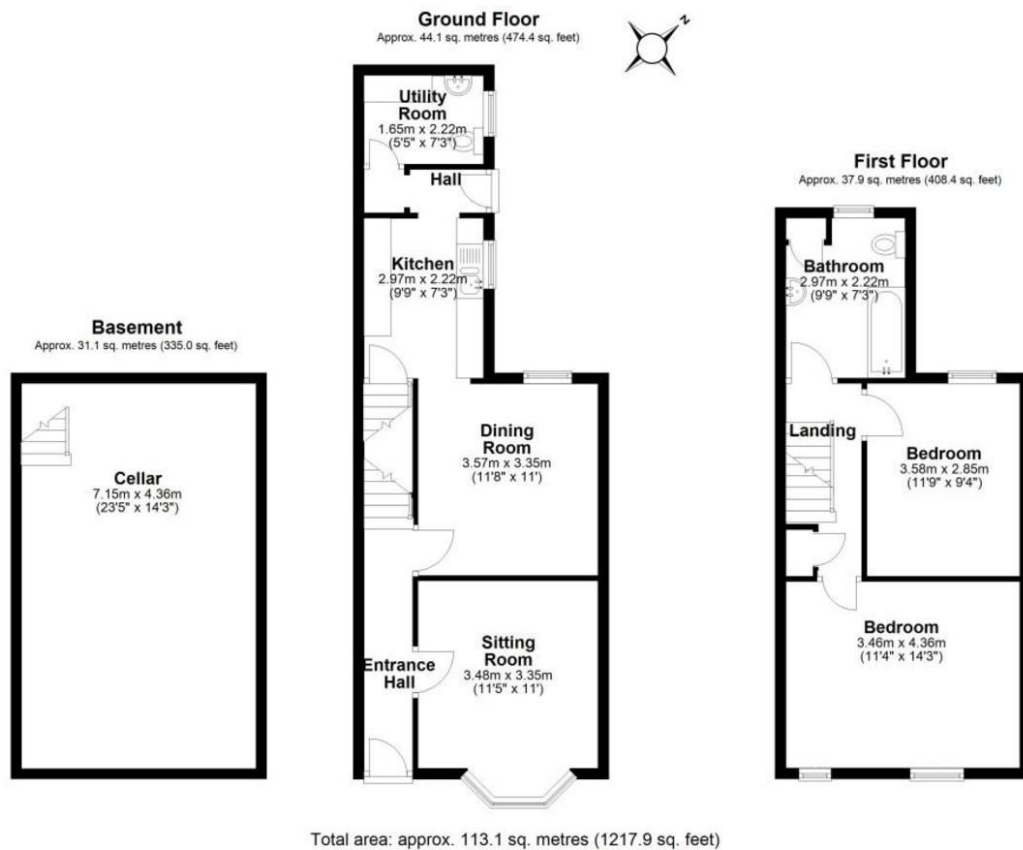 Ground Floor
Approx. 44.1 sq. metres (474.4 sq. feet)
N
Utility
Room
1.65m x 2.22m
(5'5" x 7'3")
Hall
Kitchen
2.97m x 2.22m
(9'9" x 7'3")
Dining
Room
3.57m x 3.35m
(11'8" x 11')
Sitting
Room
3.48m x 3.35m
(11'5" x 11')
Entrance
Hall
Basement
Approx. 31.1 sq. metres (335.0 sq. feet)
Cellar
7.15m x 4.36m
(23'5" x 14'3")
First Floor
Approx. 37.9 sq. metres (408.4 sq. feet)
Bathroom
2.97m x 2.22m
(9'9" x 7'3")
Landing
Bedroom
3.58m x 2.85m
(11'9" x 9'4")
Bedroom
3.46m x 4.36m
(11'4" x 14'3")
Total area: approx. 113.1 sq. metres (1217.9 sq. feet)